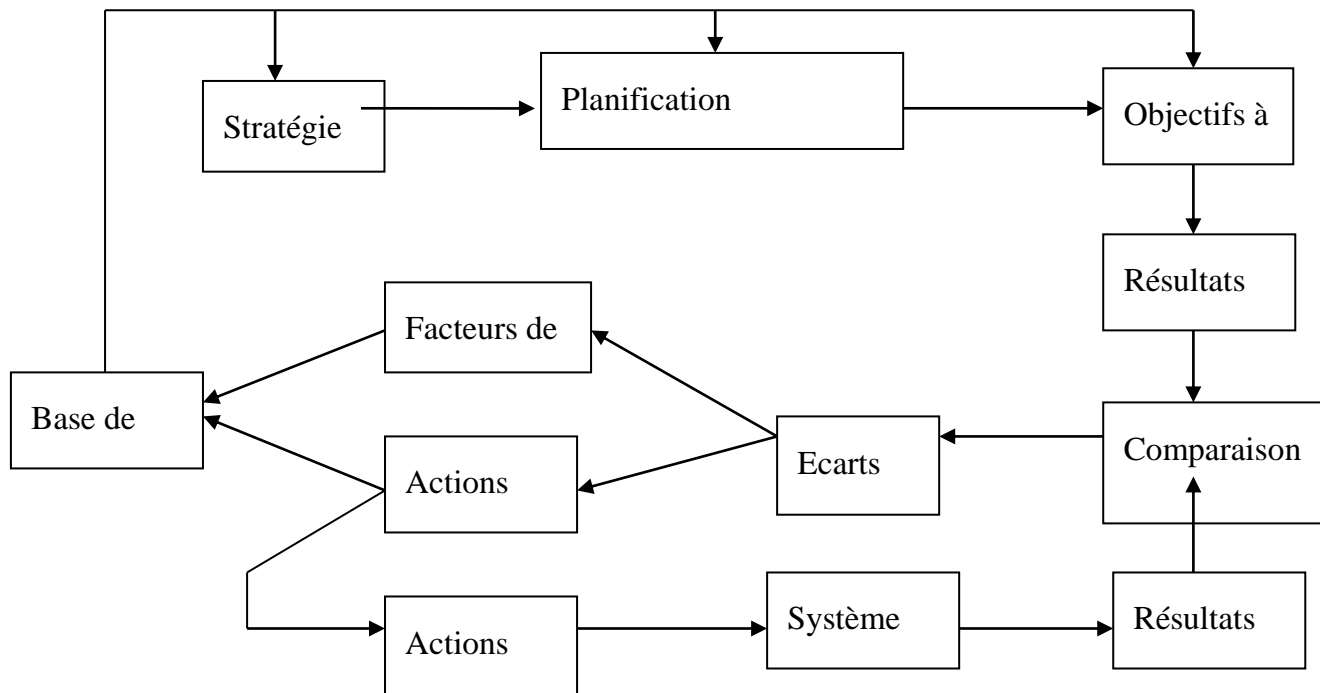 Stratégie
Planification
Objectifs à
Résultats
Facteurs de
Base de
Actions
Ecarts
Comparaison
Actions
Système
Résultats